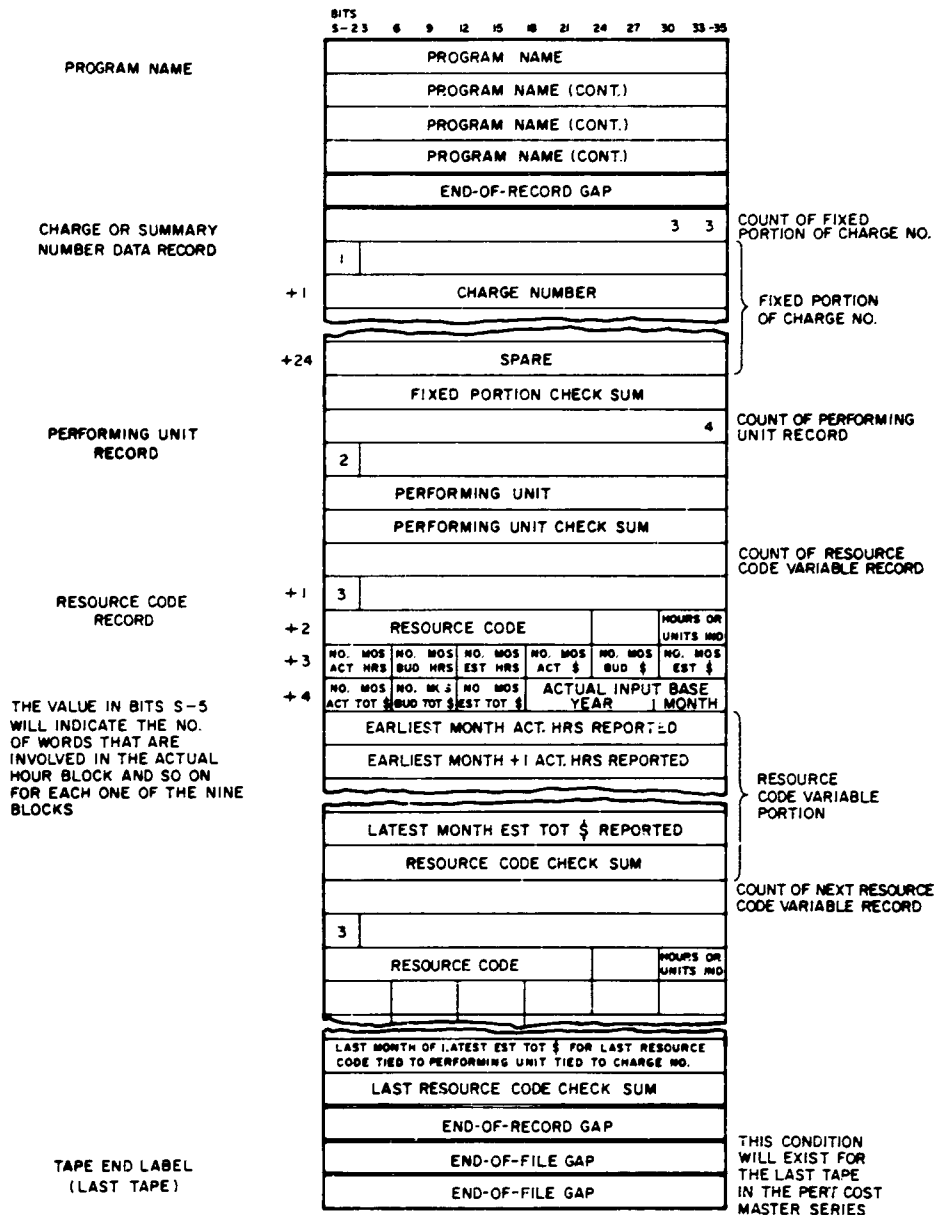 BITS
S-2 3 6 9 12 15 18 21 24 27 30 33-35
PROGRAM NAME
PROGRAM NAME
PROGRAM NAME (CONT.)
PROGRAM NAME (CONT.)
PROGRAM NAME (CONT.)
END-OF-RECORD GAP
CHARGE OR SUMMARY
NUMBER DATA RECORD
3 3
COUNT OF FIXED
PORTION OF CHARGE NO.
1
+1
CHARGE NUMBER
FIXED PORTION
OF CHARGE NO.
+24
SPARE
FIXED PORTION CHECK SUM
PERFORMING UNIT
RECORD
4
COUNT OF PERFORMING
UNIT RECORD
2
PERFORMING UNIT
PERFORMING UNIT CHECK SUM
COUNT OF RESOURCE
CODE VARIABLE RECORD
RESOURCE CODE
RECORD
+1
3
+2
RESOURCE CODE
HOURS OR
UNITS IND
+3
NO. MOS
ACT HRS
NO. MOS
BUD HRS
NO. MOS
EST HRS
NO. MOS
ACT $
NO. MOS
BUD $
NO. MOS
EST $
+4
NO. MOS
ACT TOT $
NO.
BUD TOT $
NO MOS
EST TOT $
ACTUAL INPUT BASE
YEAR MONTH
THE VALUE IN BITS S-5
WILL INDICATE THE NO.
OF WORDS THAT ARE
INVOLVED IN THE ACTUAL
HOUR BLOCK AND SO ON
FOR EACH ONE OF THE NINE
BLOCKS
EARLIEST MONTH ACT. HRS REPORTED
EARLIEST MONTH +1 ACT. HRS REPORTED
RESOURCE
CODE VARIABLE
PORTION
LATEST MONTH EST TOT $ REPORTED
RESOURCE CODE CHECK SUM
COUNT OF NEXT RESOURCE
CODE VARIABLE RECORD
3
RESOURCE CODE
HOURS OR
UNITS IND
LAST MONTH OF LATEST EST TOT $ FOR LAST RESOURCE
CODE TIED TO PERFORMING UNIT TIED TO CHARGE NO.
LAST RESOURCE CODE CHECK SUM
END-OF-RECORD GAP
TAPE END LABEL
(LAST TAPE)
END-OF-FILE GAP
END-OF-FILE GAP
THIS CONDITION
WILL EXIST FOR
THE LAST TAPE
IN THE PERT COST
MASTER SERIES